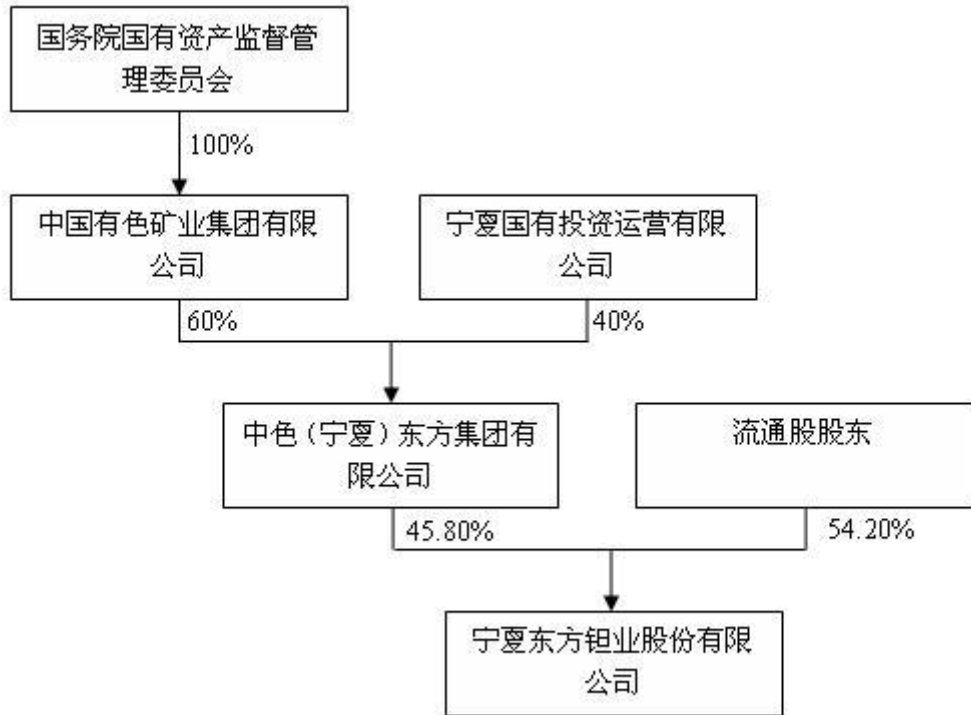 国务院国有资产监督管
理委员会
100%
中国有色矿业集团有限
公司
宁夏国有投资运营有限
公司
60%
40%
中色（宁夏）东方集团有
限公司
流通股股东
45.80%
54.20%
宁夏东方钽业股份有限
公司